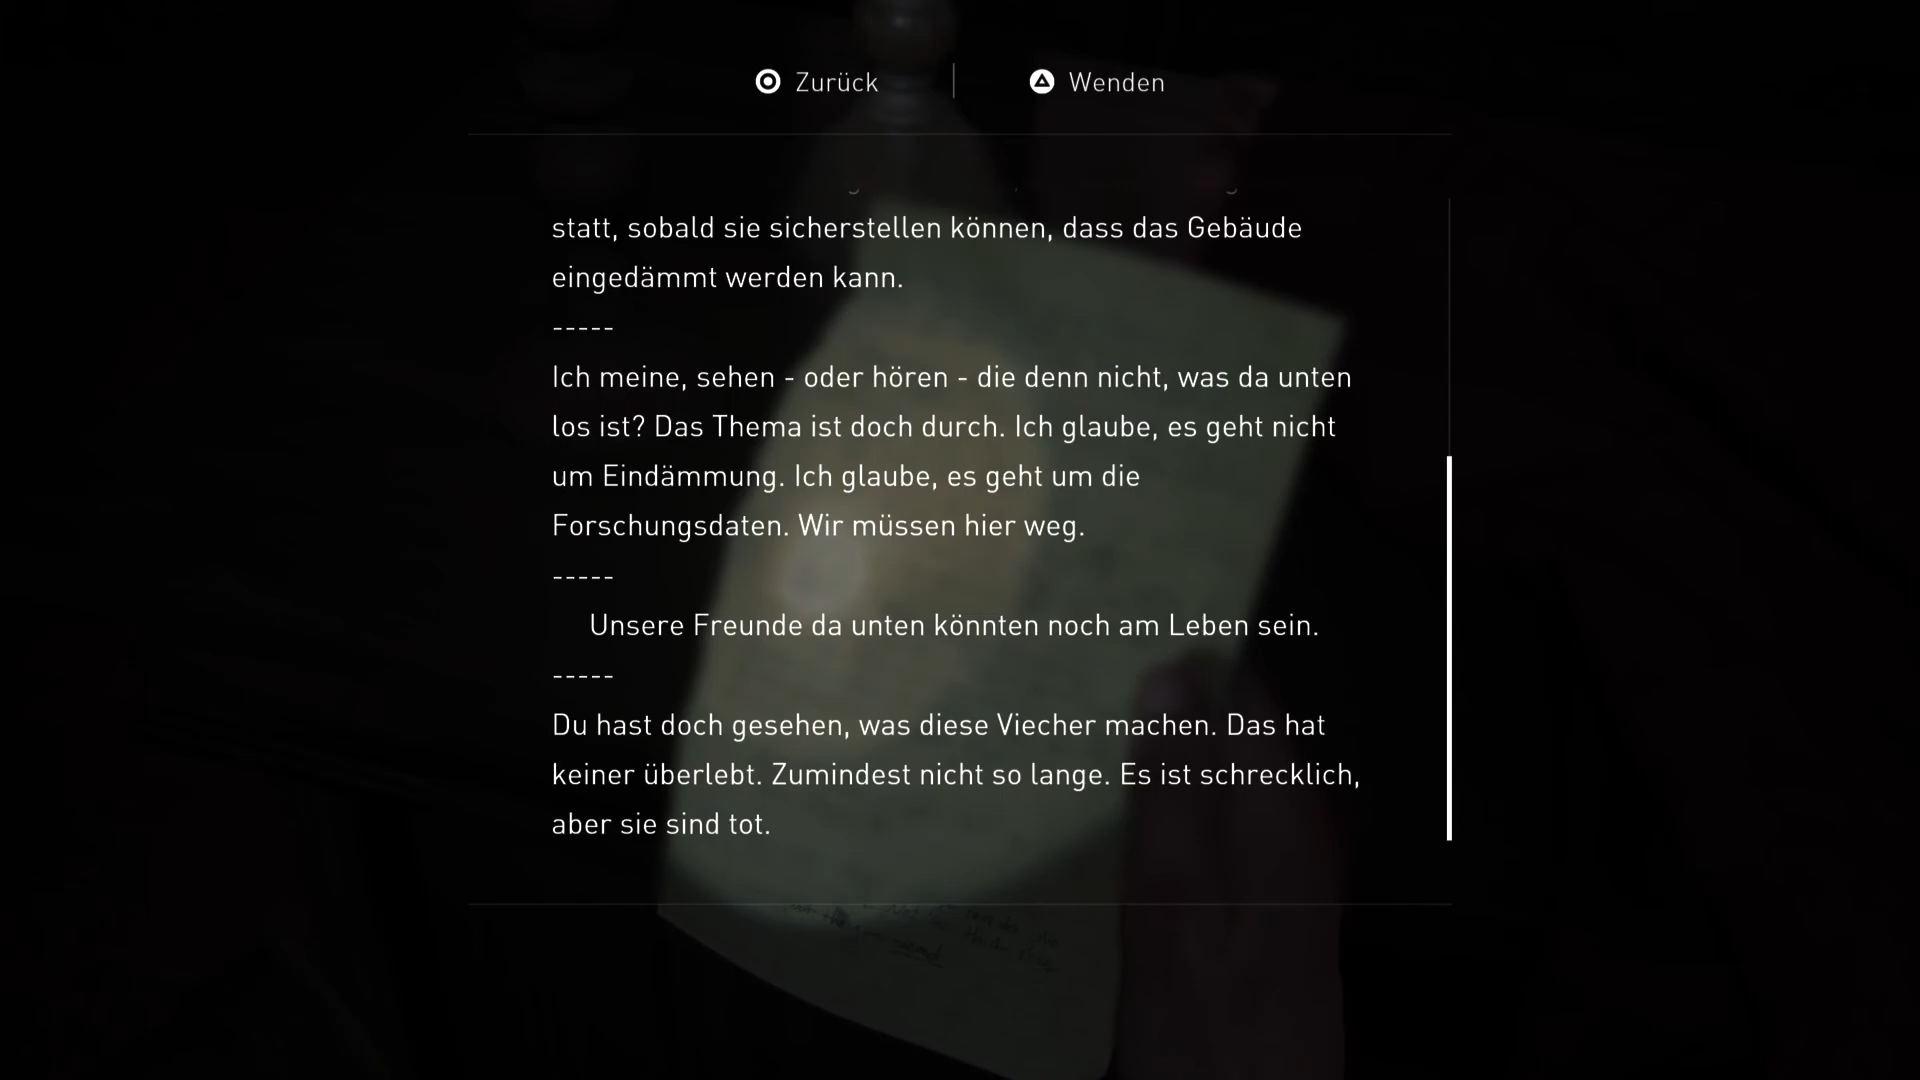 Zurück
Wenden
statt, sobald sie sicherstellen können, dass das Gebäude
eingedämmt werden kann.
-----
Ich meine, sehen - oder hören - die denn nicht, was da unten
los ist? Das Thema ist doch durch. Ich glaube, es geht nicht
um Eindämmung. Ich glaube, es geht um die
Forschungsdaten. Wir müssen hier weg.
-----
Unsere Freunde da unten könnten noch am Leben sein.
-----
Du hast doch gesehen, was diese Viecher machen. Das hat
keiner überlebt. Zumindest nicht so lange. Es ist schrecklich,
aber sie sind tot.